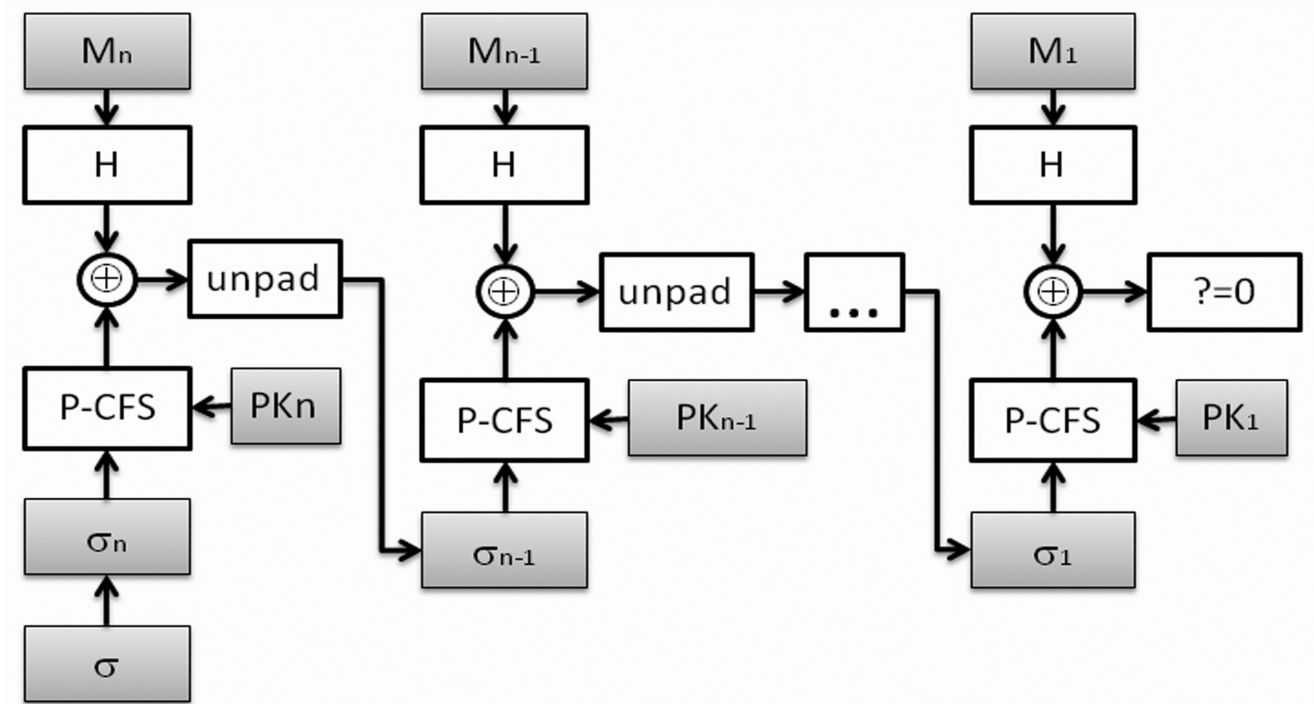 Mn
H
⊕
unpad
P-CFS
PKn
σn
σ
Mn-1
H
⊕
unpad
...
P-CFS
PKn-1
σn-1
M1
H
⊕
?=0
P-CFS
PK1
σ1